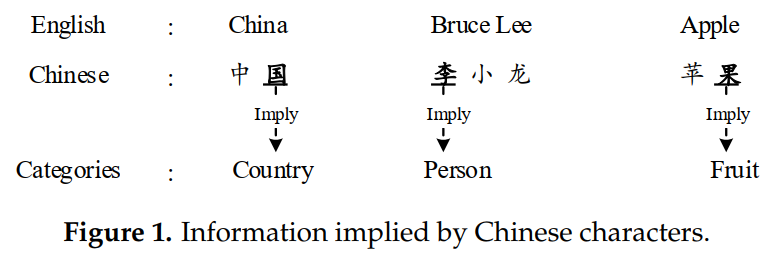 English : China Bruce Lee Apple
Chinese : 中国 李小龙 苹果
Imply Imply Imply
Categories : Country Person Fruit
Figure 1. Information implied by Chinese characters.